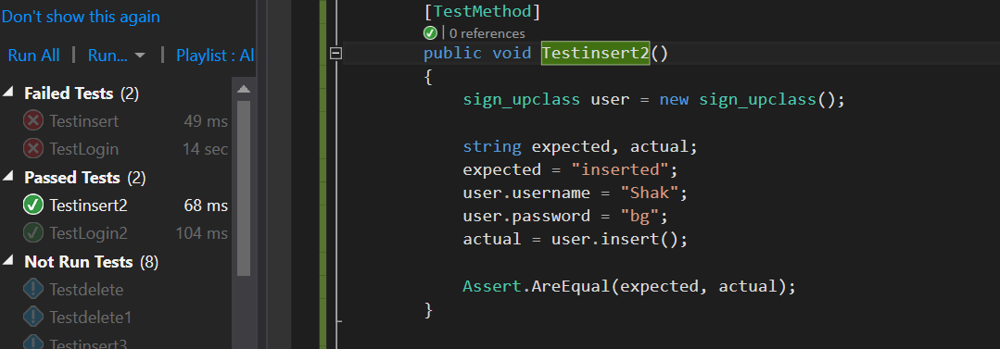 Don't show this again
Run All | Run... | Playlist : Al
Failed Tests (2)
Testinsert 49 ms
TestLogin 14 sec
Passed Tests (2)
Testinsert2 68 ms
TestLogin2 104 ms
Not Run Tests (8)
Testdelete
Testdelete1
Testinsert3
[TestMethod]
| 0 references
public void Testinsert2()
{
sign_upclass user = new sign_upclass();
string expected, actual;
expected = "inserted";
user.username = "Shak";
user.password = "bg";
actual = user.insert();
Assert.AreEqual(expected, actual);
}